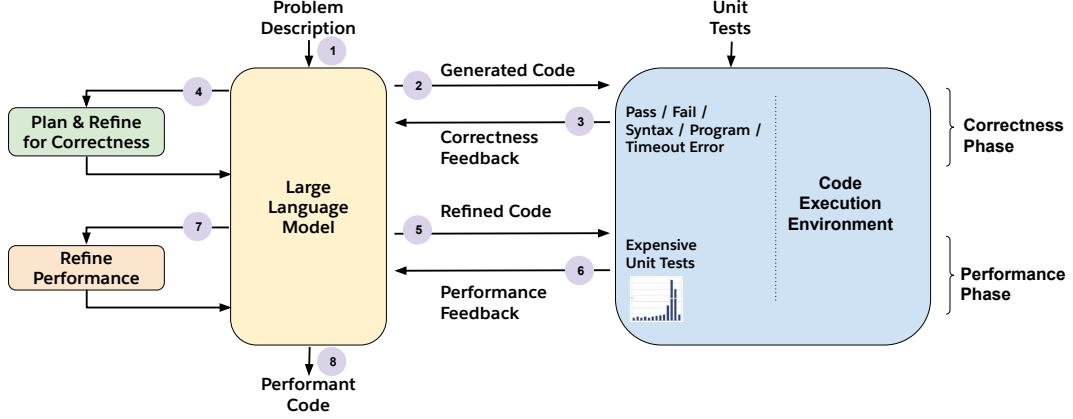 Problem
Description
1
Unit
Tests
4
2
Generated Code
Plan & Refine
for Correctness
3
Correctness
Feedback
Pass / Fail /
Syntax / Program /
Timeout Error
Correctness
Phase
Large
Language
Model
Code
Execution
Environment
7
5
Refined Code
Refine
Performance
6
Performance
Feedback
Expensive
Unit Tests
Performance
Phase
8
Performant
Code